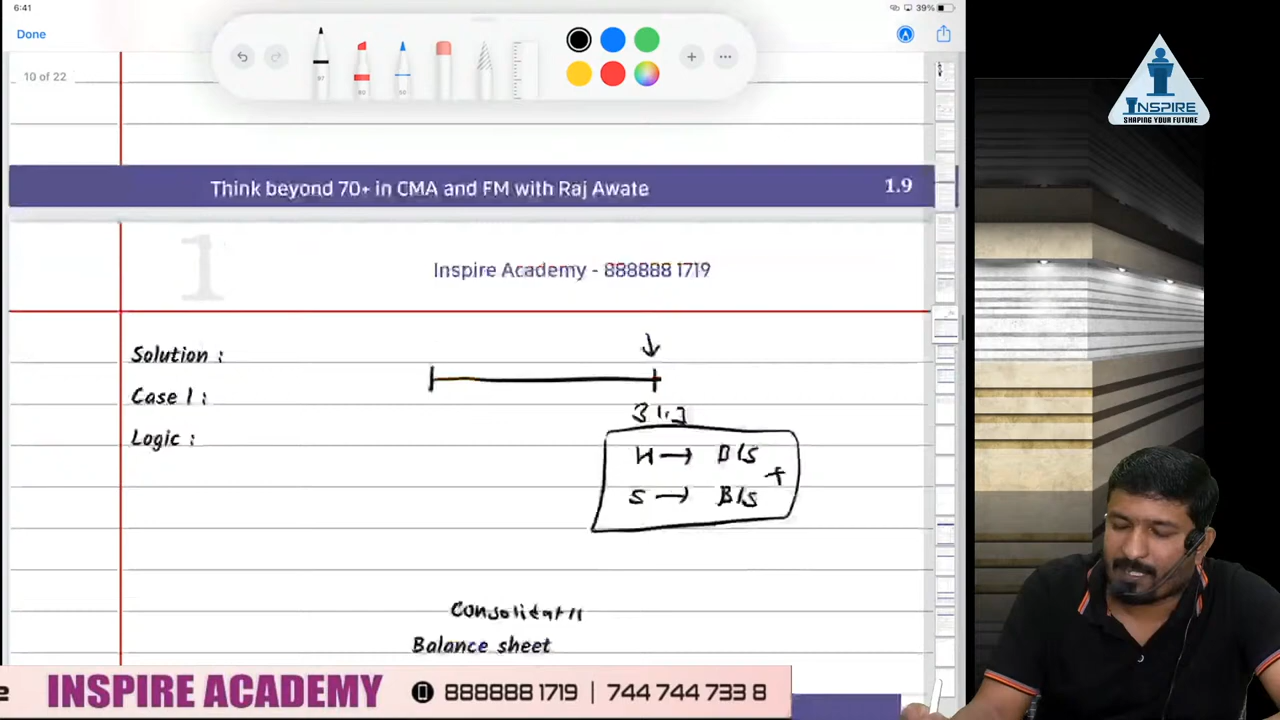 6:41
39%
Done
10 of 22
Think beyond 70+ in CMA and FM with Raj Awate
1.9
1
Inspire Academy - 888888 1719
Solution :
Case 1 :
31.3
Logic :
H → B/S
+
S → B/S
Balance sheet
INSPIRE ACADEMY 888888 1719 | 744 744 733 8
INSPIRE
SHAPING YOUR FUTURE